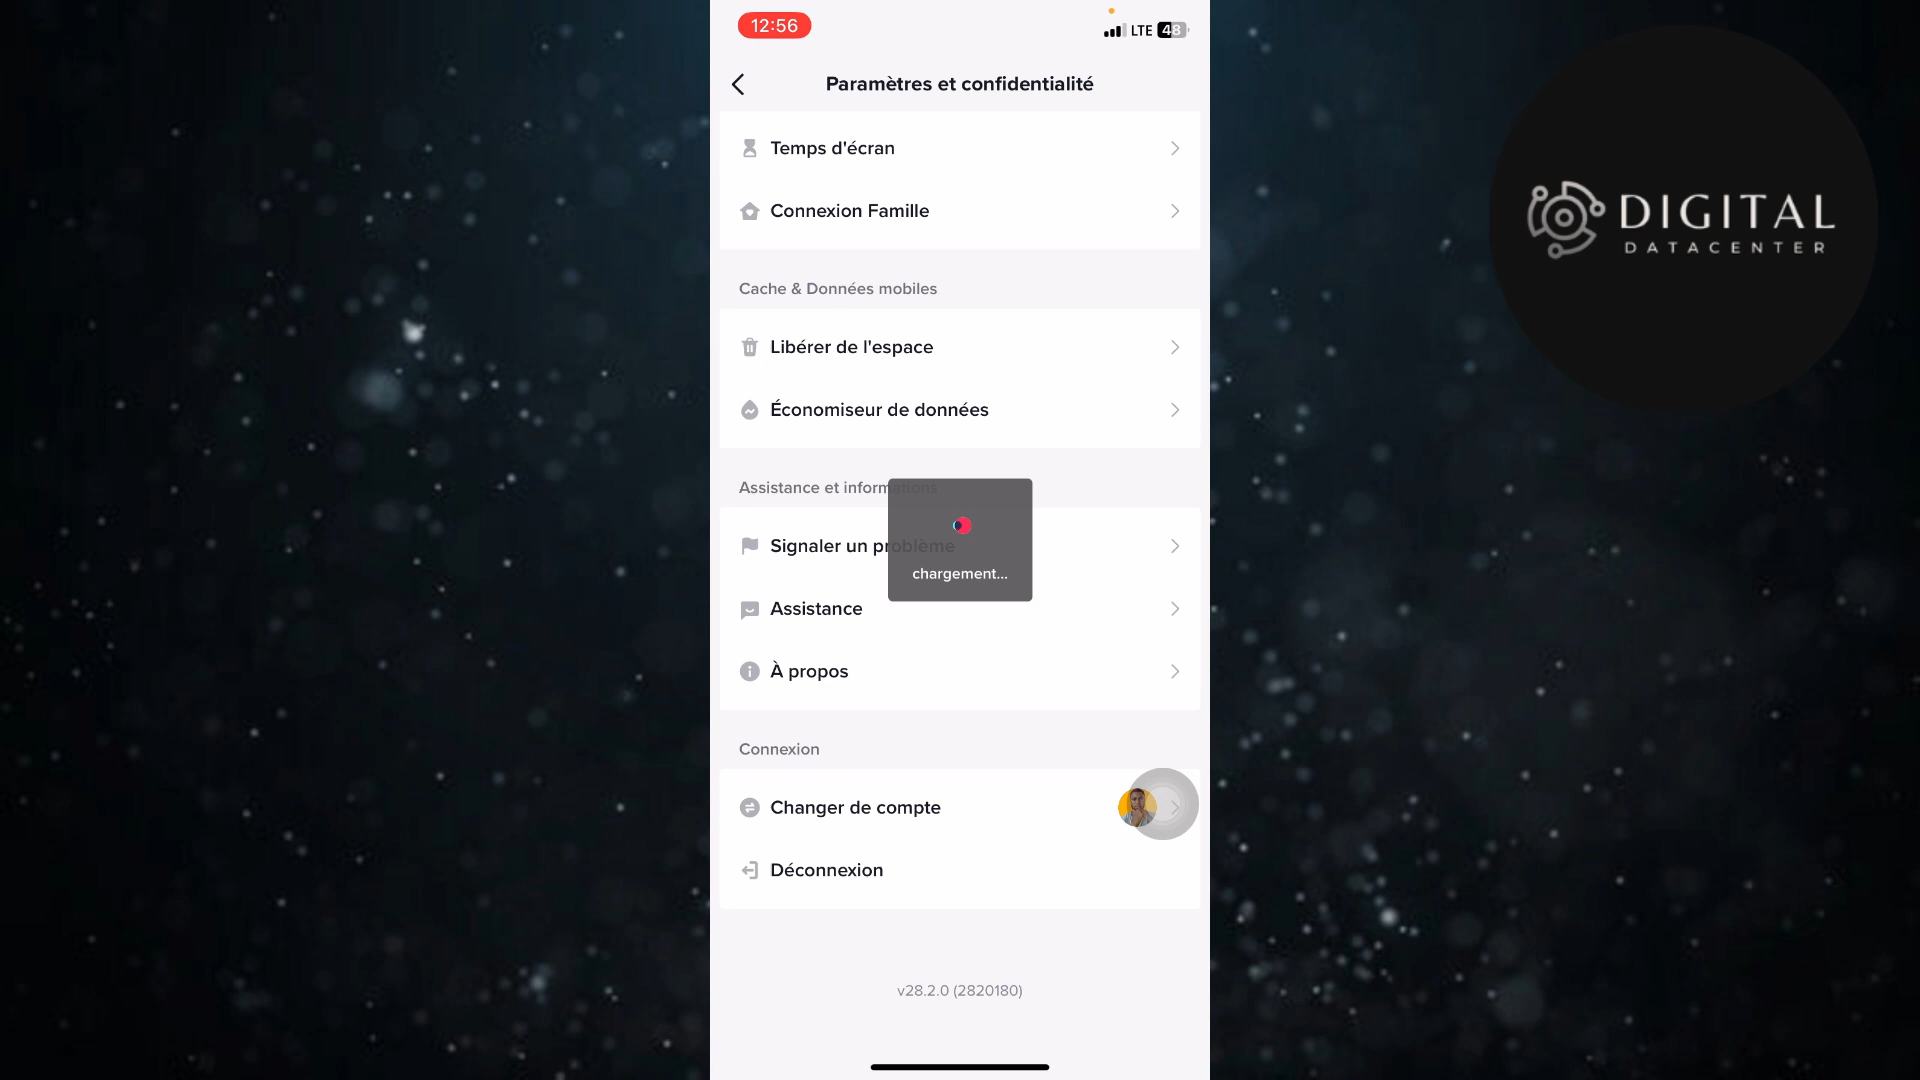 12:56
LTE 48
Paramètres et confidentialité
Temps d'écran
Connexion Famille
Cache & Données mobiles
Libérer de l'espace
Économiseur de données
Assistance et informations
Signaler un problème
chargement...
Assistance
À propos
Connexion
Changer de compte
Déconnexion
v28.2.0 (2820180)
DIGITAL
DATACENTER